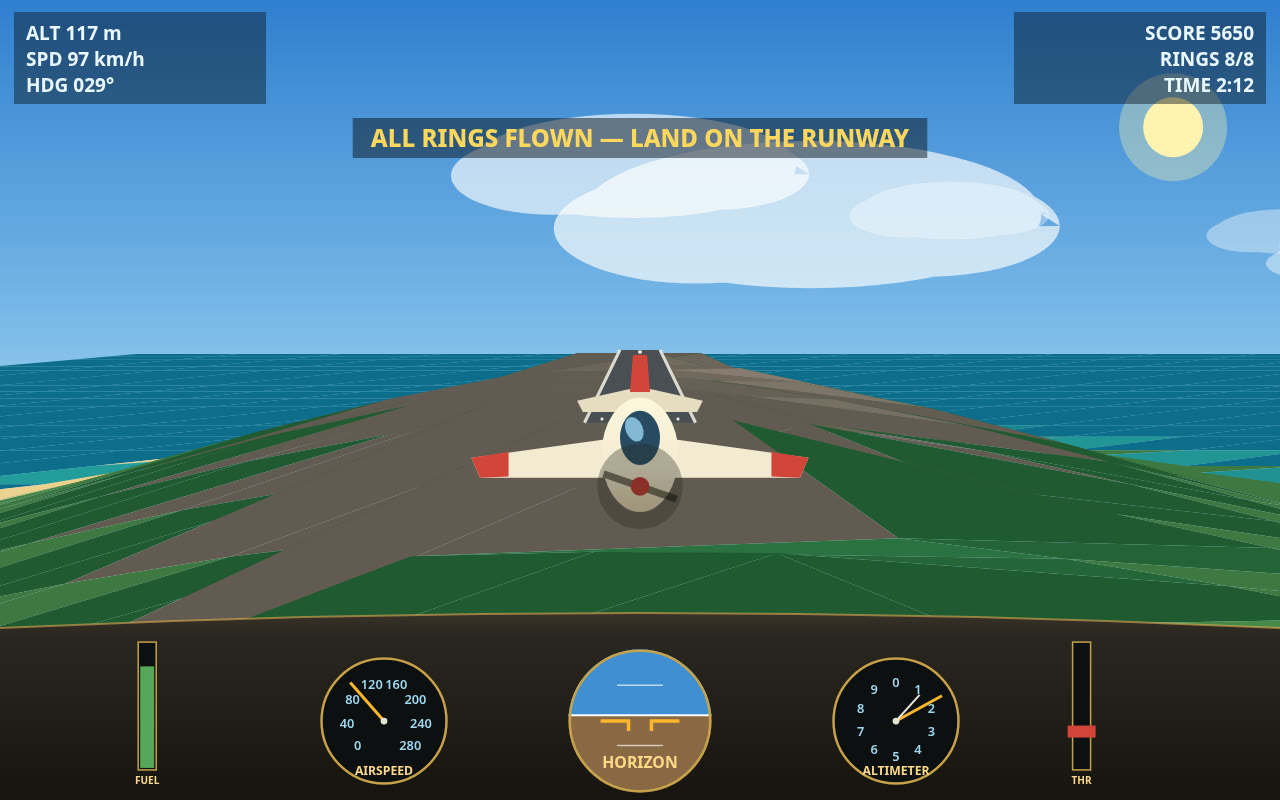 ALT 117 m
SPD 97 km/h
HDG 029°
SCORE 5650
RINGS 8/8
TIME 2:12
ALL RINGS FLOWN — LAND ON THE RUNWAY
FUEL
0 40 80 120 160 200 240 280
AIRSPEED
HORIZON
0 1 2 3 4 5 6 7 8 9
ALTIMETER
THR